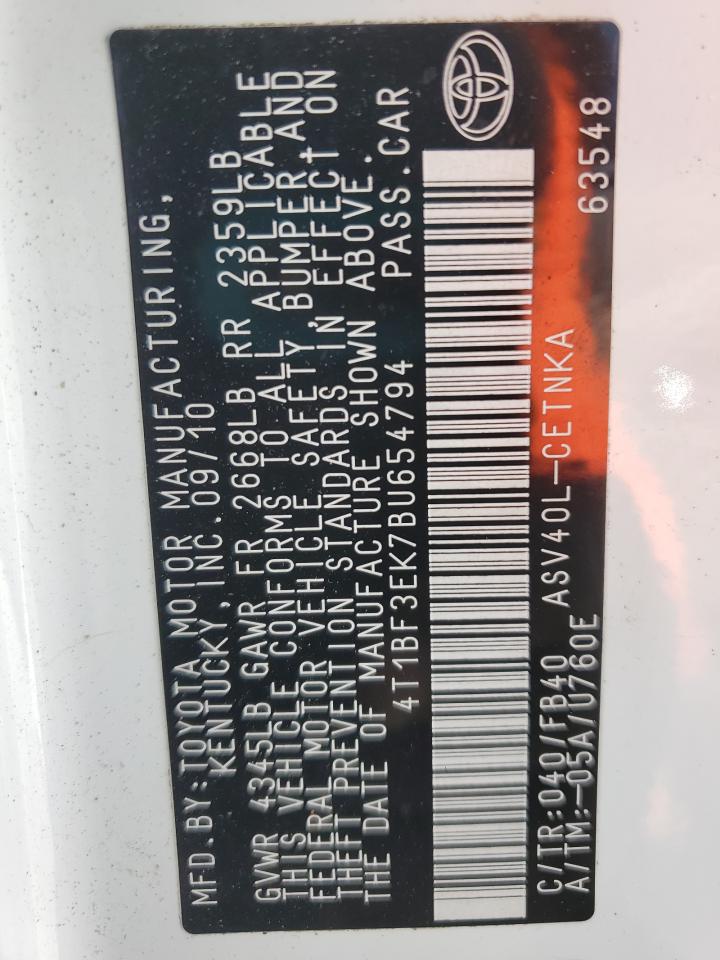 MFD.BY:TOYOTA MOTOR MANUFACTURING,
KENTUCKY, INC.09/10
GVWR 4345LB GAWR FR 2668LB RR 2359LB
THIS VEHICLE CONFORMS TO ALL APPLICABLE
FEDERAL MOTOR VEHICLE SAFETY, BUMPER, AND
THEFT PREVENTION STANDARDS IN EFFECT ON
THE DATE OF MANUFACTURE SHOWN ABOVE.
4T1BF3EK7BU654794 PASS.CAR
C/TR:040/FB40 ASV40L-CETNKA 63548
A/TM:-05A/U760E